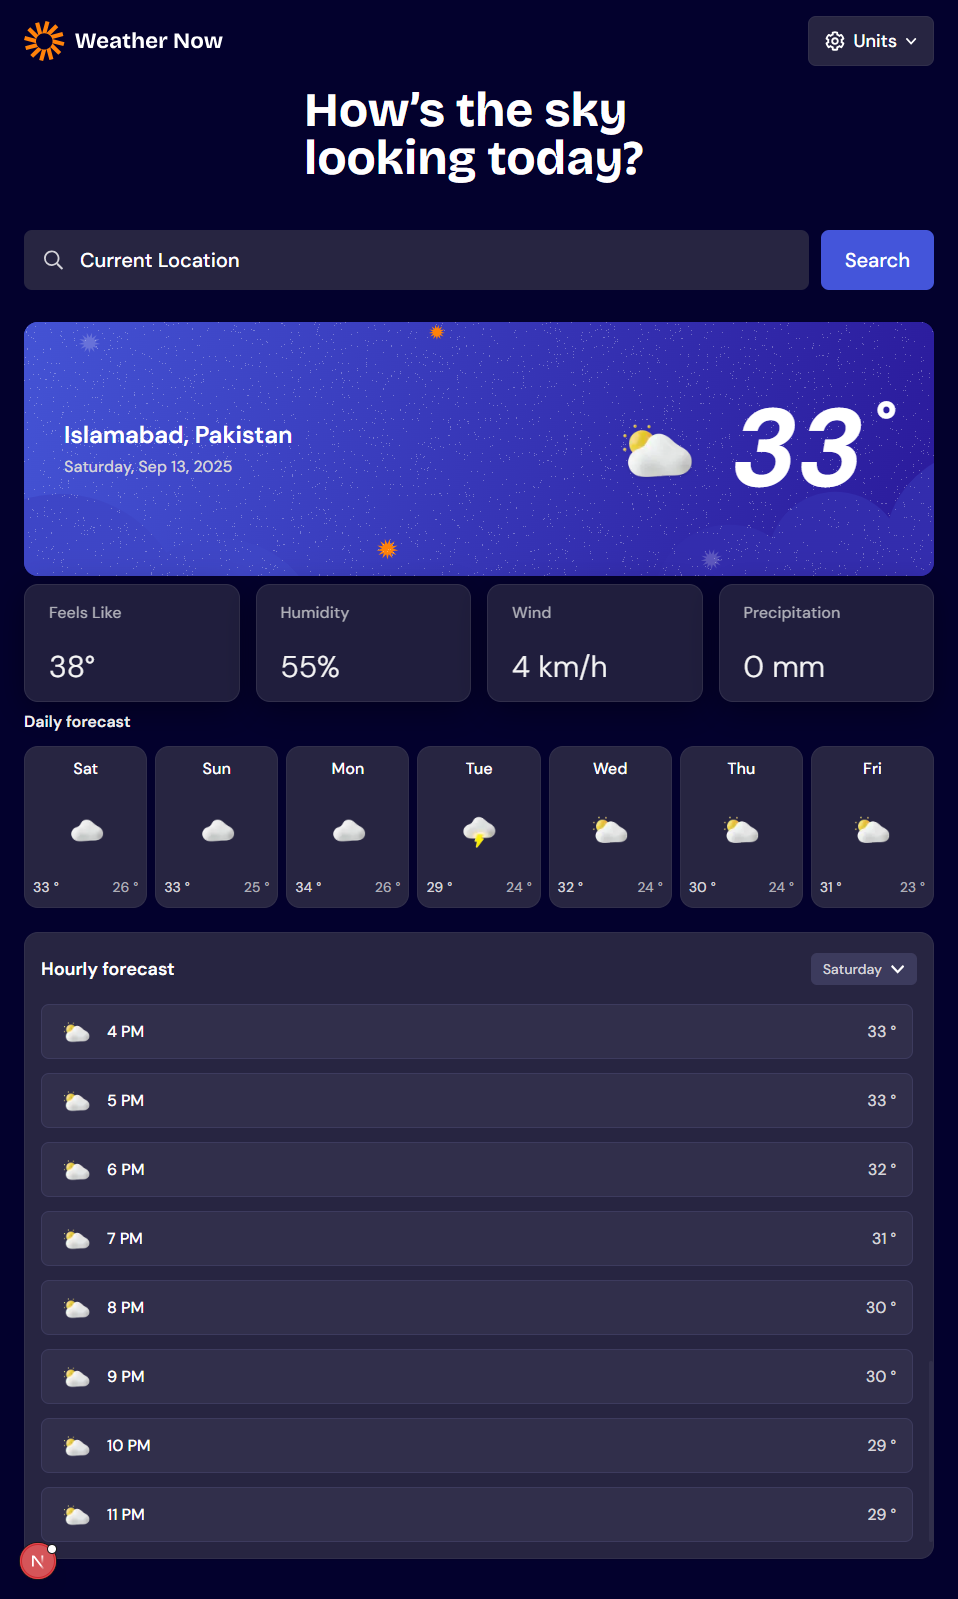 Weather Now
Units
How’s the sky
looking today?
Current Location
Search
Islamabad, Pakistan
Saturday, Sep 13, 2025
33°
Feels Like
Humidity
Wind
Precipitation
38°
55%
4 km/h
0 mm
Daily forecast
Sat
Sun
Mon
Tue
Wed
Thu
Fri
33 ° 26 °
33 ° 25 °
34 ° 26 °
29 ° 24 °
32 ° 24 °
30 ° 24 °
31 ° 23 °
Hourly forecast
Saturday
4 PM 33 °
5 PM 33 °
6 PM 32 °
7 PM 31 °
8 PM 30 °
9 PM 30 °
10 PM 29 °
11 PM 29 °
N